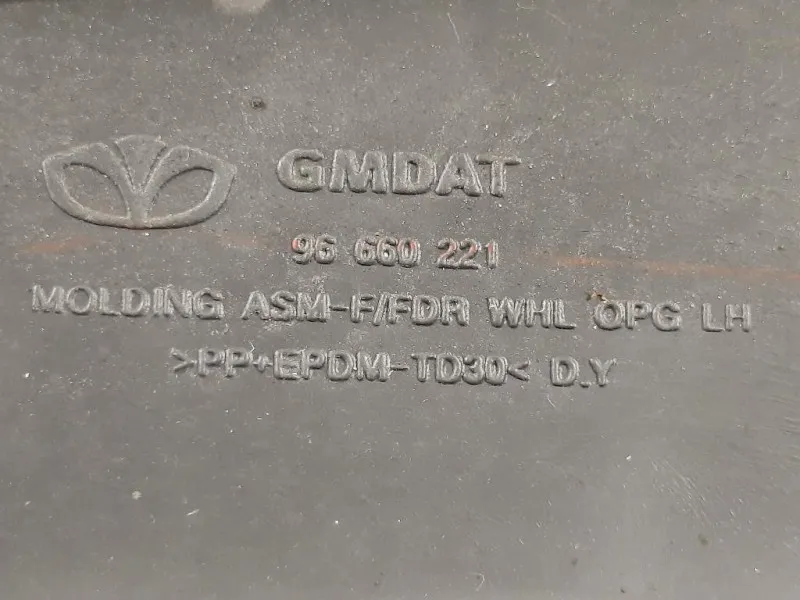 GMDAT
96 660 221
MOLDING ASM-F/FDR WHL OPG LH
>PP+EPDM-TD30< D.Y